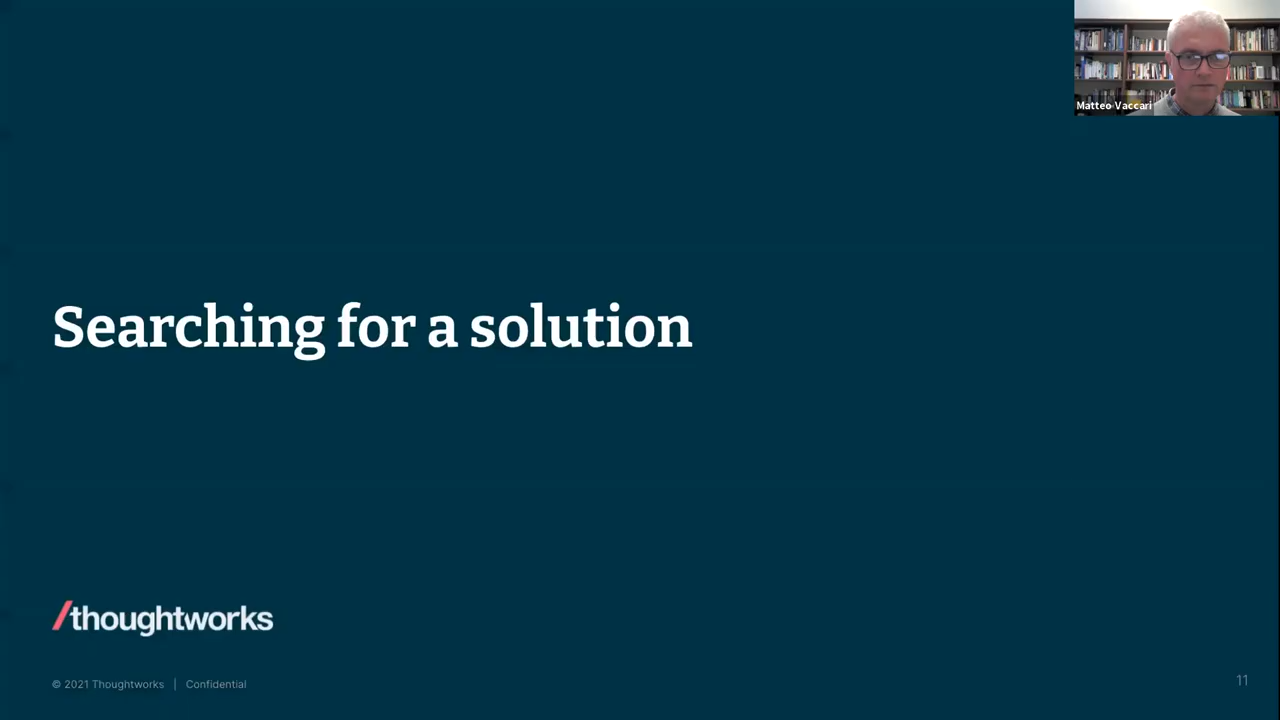 Matteo Vaccari
Searching for a solution
/thoughtworks
© 2021 Thoughtworks | Confidential
11